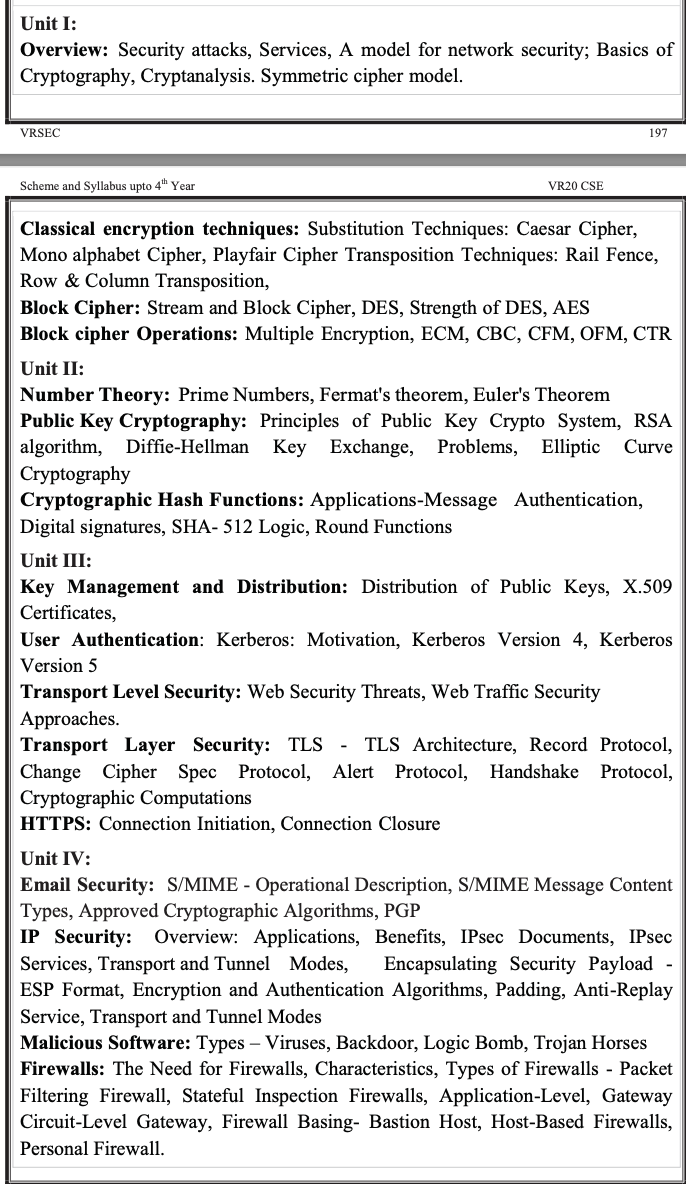 Unit I:
Overview: Security attacks, Services, A model for network security; Basics of
Cryptography, Cryptanalysis. Symmetric cipher model.
VRSEC 197
Scheme and Syllabus upto 4th Year VR20 CSE
Classical encryption techniques: Substitution Techniques: Caesar Cipher,
Mono alphabet Cipher, Playfair Cipher Transposition Techniques: Rail Fence,
Row & Column Transposition,
Block Cipher: Stream and Block Cipher, DES, Strength of DES, AES
Block cipher Operations: Multiple Encryption, ECM, CBC, CFM, OFM, CTR
Unit II:
Number Theory: Prime Numbers, Fermat's theorem, Euler's Theorem
Public Key Cryptography: Principles of Public Key Crypto System, RSA
algorithm, Diffie-Hellman Key Exchange, Problems, Elliptic Curve
Cryptography
Cryptographic Hash Functions: Applications-Message Authentication,
Digital signatures, SHA- 512 Logic, Round Functions
Unit III:
Key Management and Distribution: Distribution of Public Keys, X.509
Certificates,
User Authentication: Kerberos: Motivation, Kerberos Version 4, Kerberos
Version 5
Transport Level Security: Web Security Threats, Web Traffic Security
Approaches.
Transport Layer Security: TLS - TLS Architecture, Record Protocol,
Change Cipher Spec Protocol, Alert Protocol, Handshake Protocol,
Cryptographic Computations
HTTPS: Connection Initiation, Connection Closure
Unit IV:
Email Security: S/MIME - Operational Description, S/MIME Message Content
Types, Approved Cryptographic Algorithms, PGP
IP Security: Overview: Applications, Benefits, IPsec Documents, IPsec
Services, Transport and Tunnel Modes, Encapsulating Security Payload -
ESP Format, Encryption and Authentication Algorithms, Padding, Anti-Replay
Service, Transport and Tunnel Modes
Malicious Software: Types – Viruses, Backdoor, Logic Bomb, Trojan Horses
Firewalls: The Need for Firewalls, Characteristics, Types of Firewalls - Packet
Filtering Firewall, Stateful Inspection Firewalls, Application-Level, Gateway
Circuit-Level Gateway, Firewall Basing- Bastion Host, Host-Based Firewalls,
Personal Firewall.